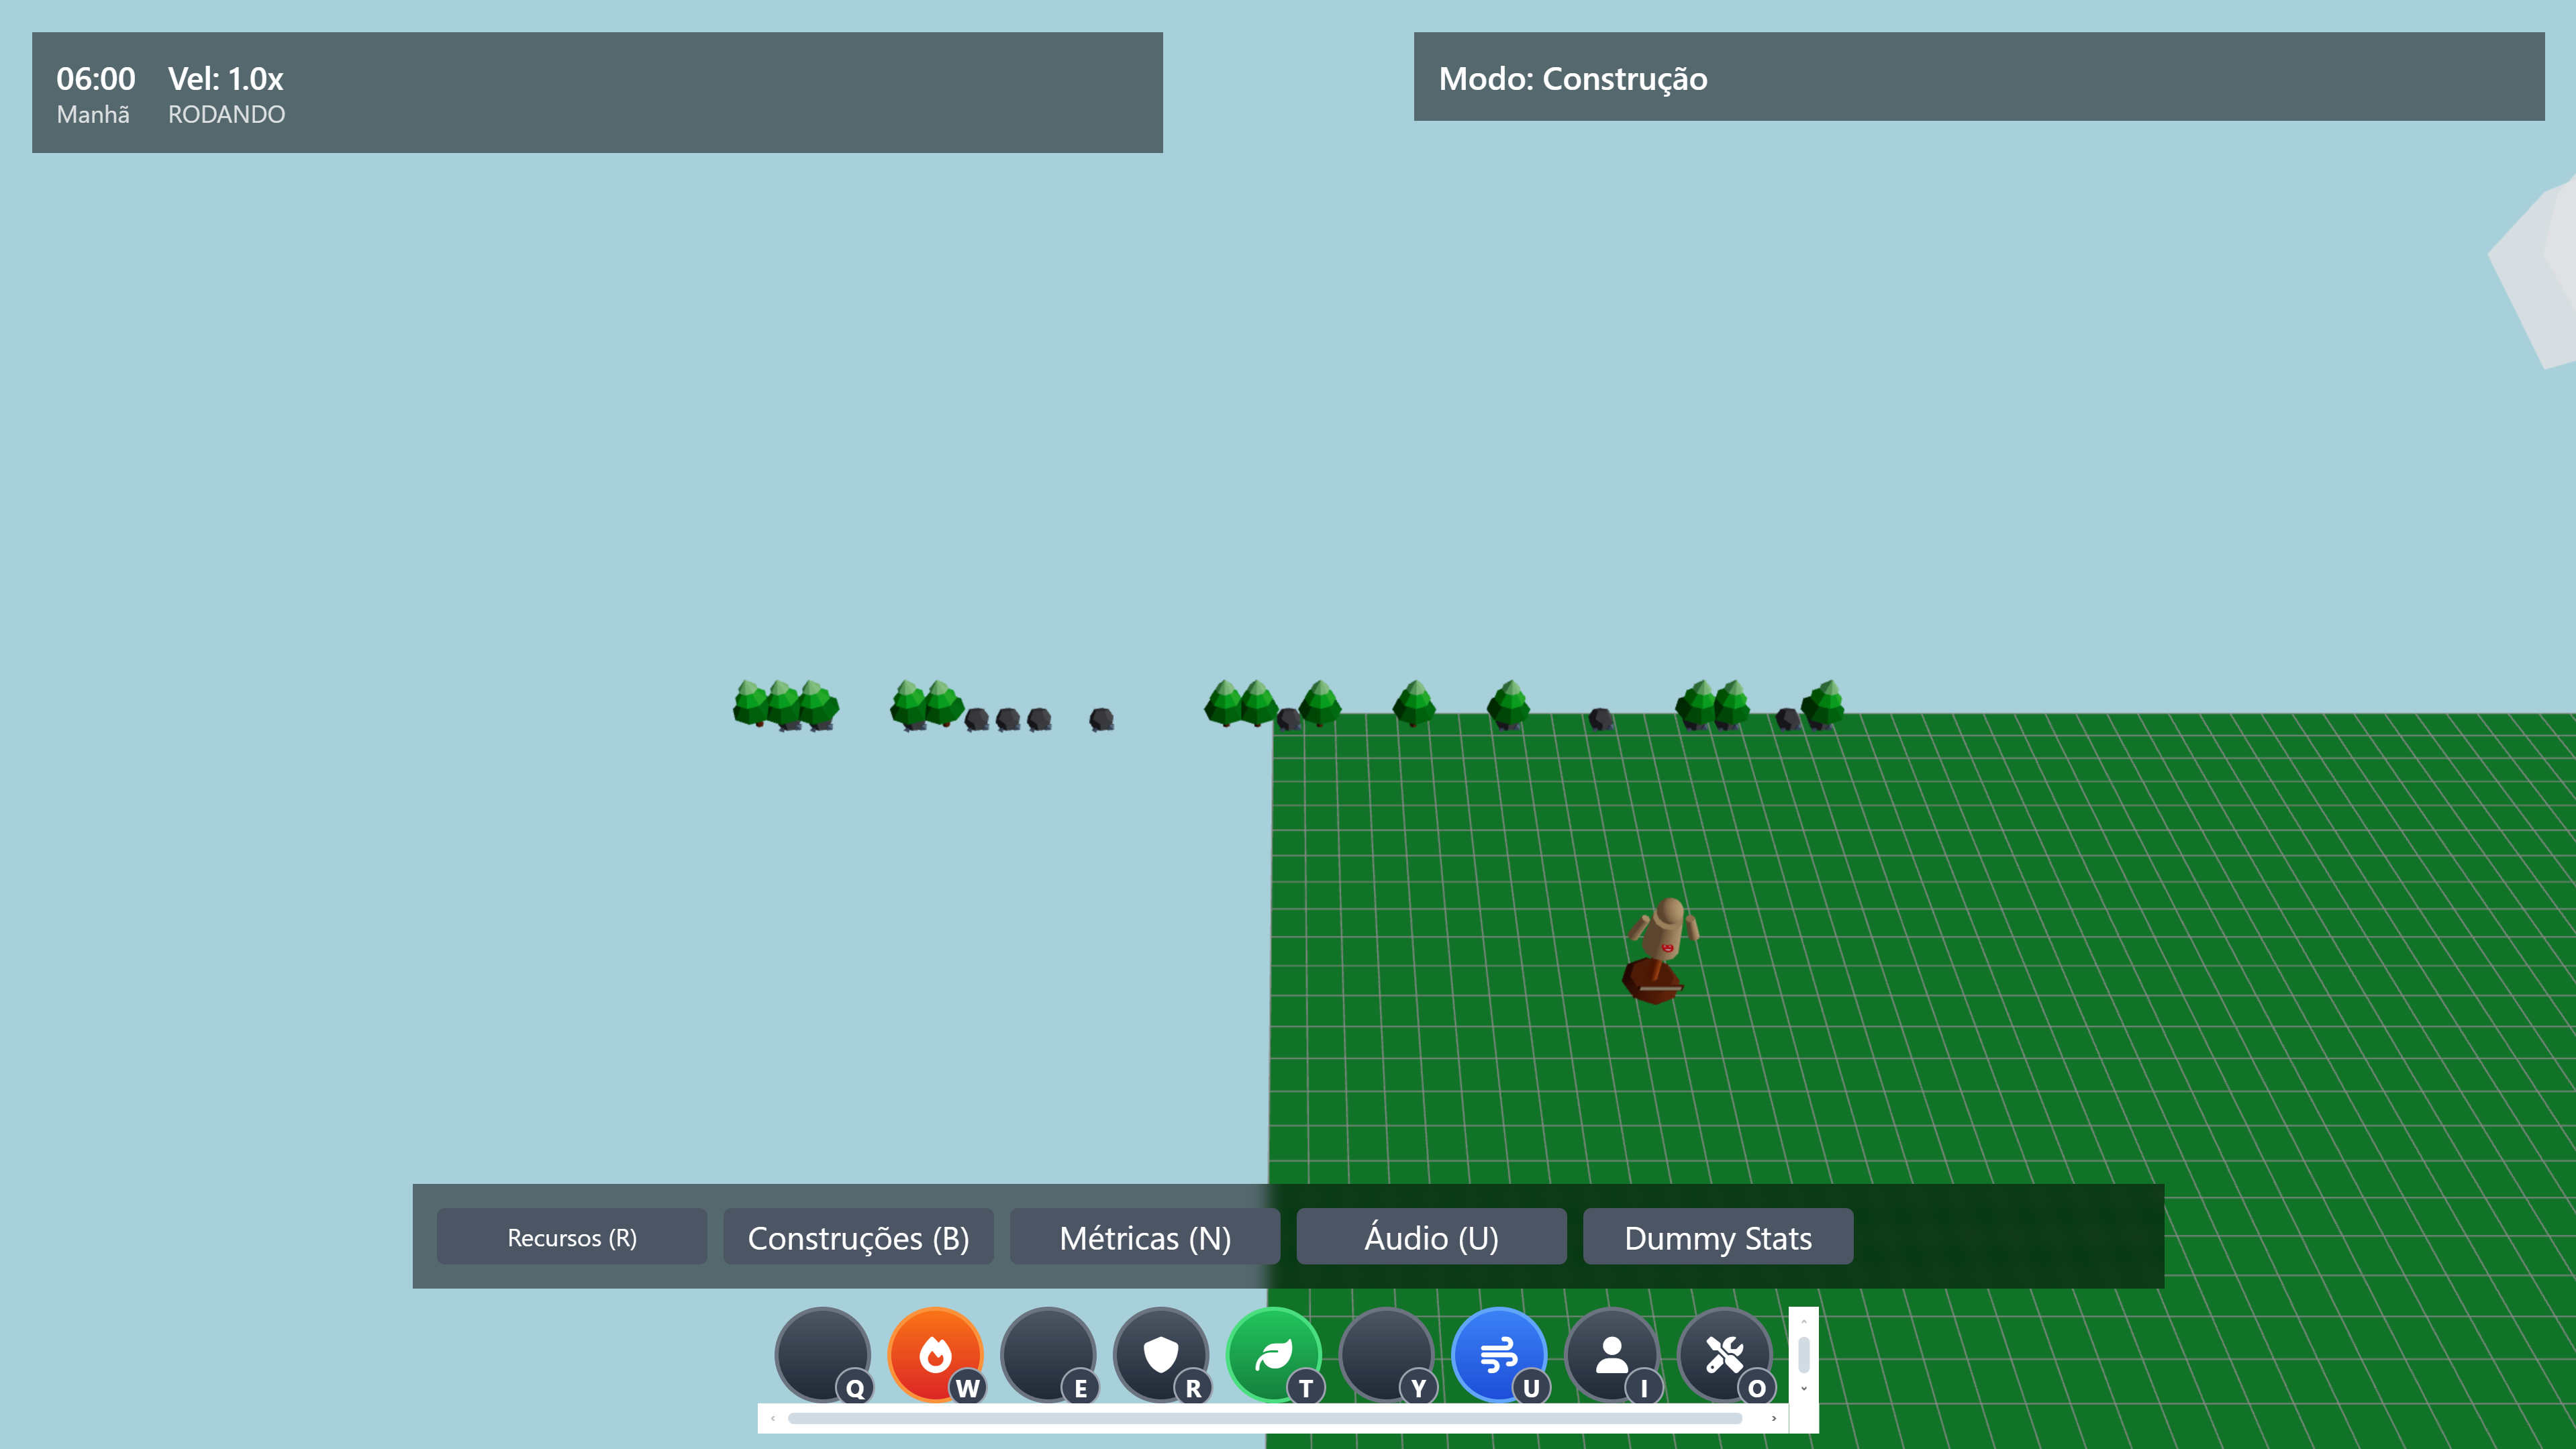 06:00 Vel: 1.0x
Manhã RODANDO
Modo: Construção
Recursos (R) Construções (B) Métricas (N) Áudio (U) Dummy Stats
Q W E R T Y U I O